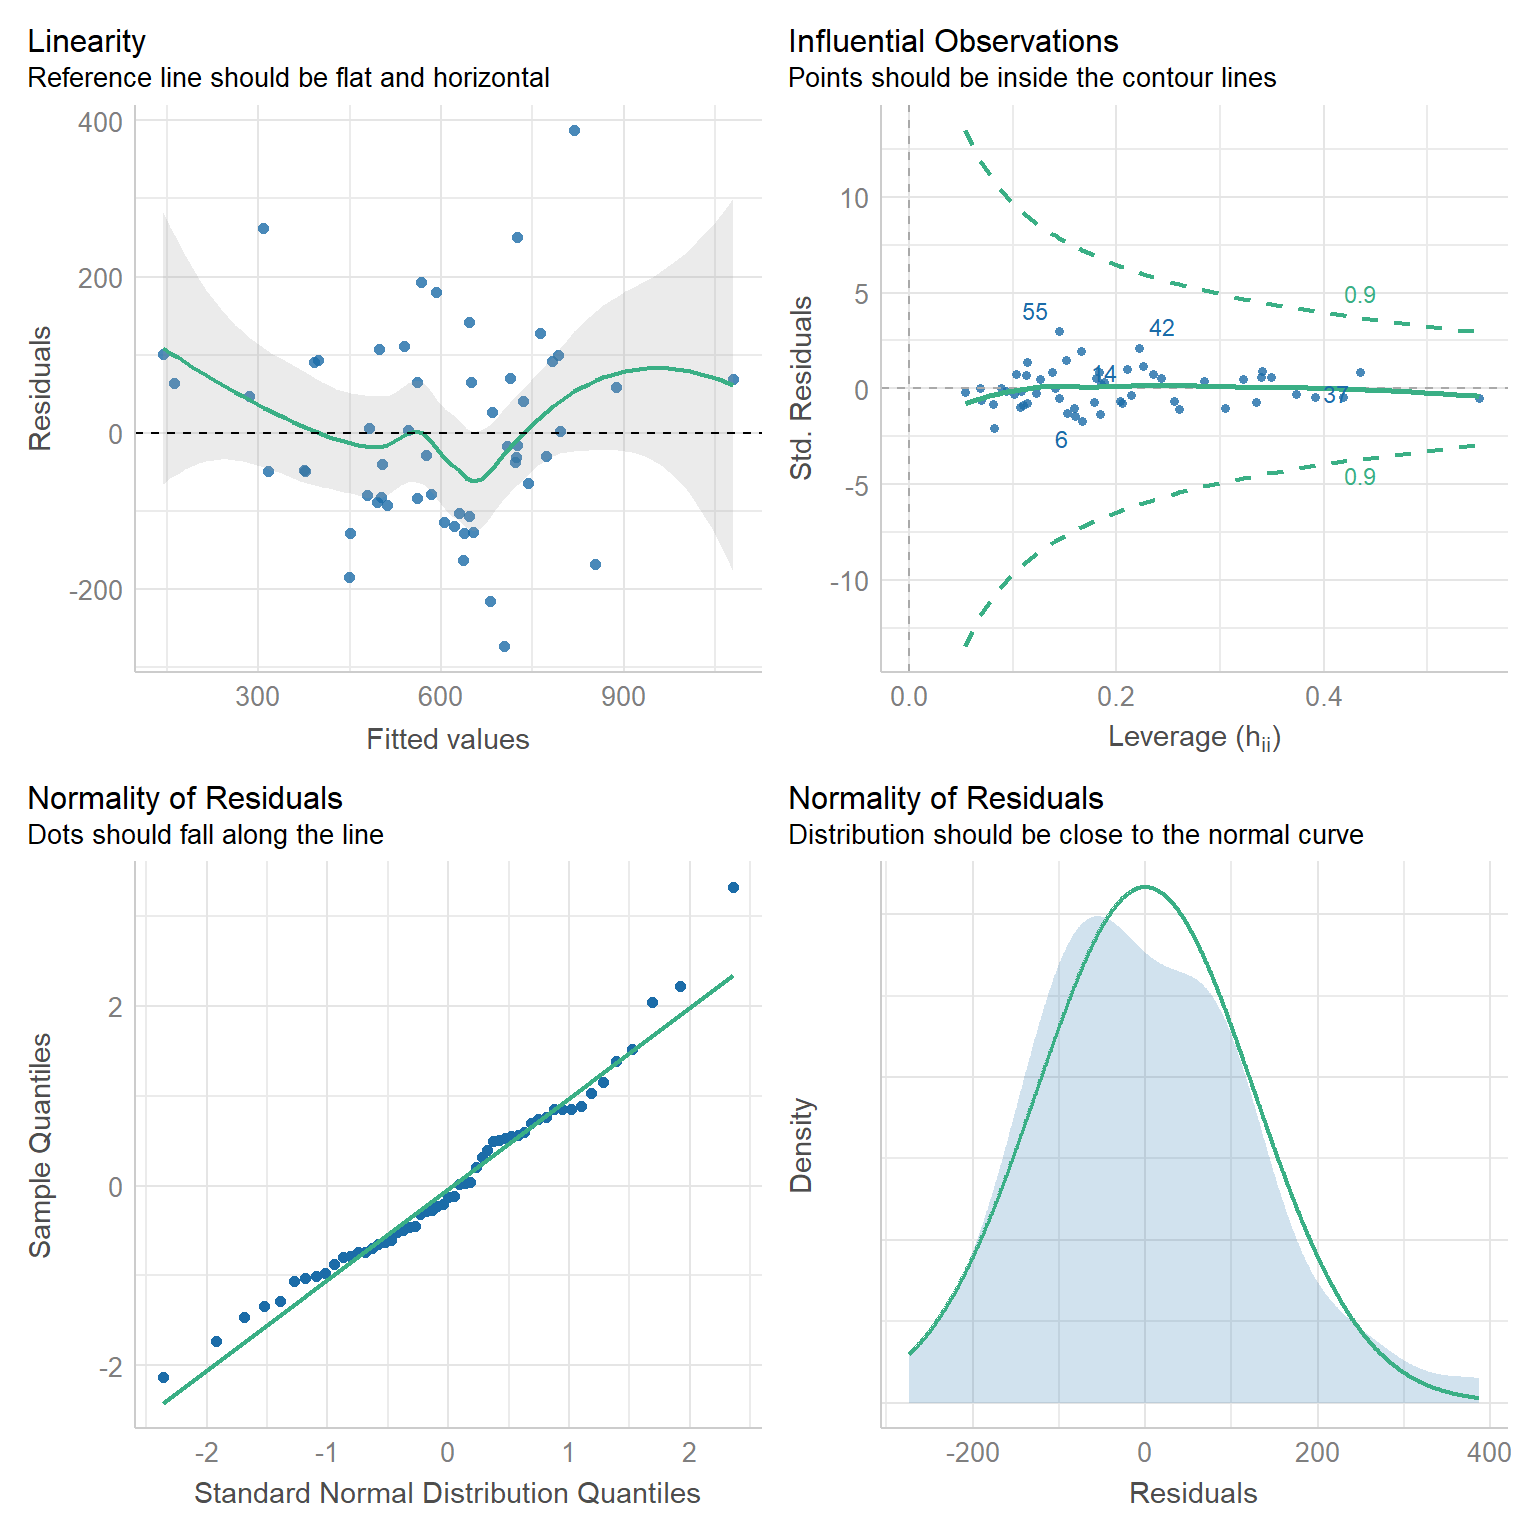 Linearity
Reference line should be flat and horizontal
400
200
0
-200
Residuals
300
600
900
Fitted values
Influential Observations
Points should be inside the contour lines
10
5
0
-5
-10
Std. Residuals
55
42
14
37
6
0.9
0.9
0.0
0.2
0.4
Leverage (hii)
Normality of Residuals
Dots should fall along the line
2
0
-2
Sample Quantiles
-2
-1
0
1
2
Standard Normal Distribution Quantiles
Normality of Residuals
Distribution should be close to the normal curve
Density
-200
0
200
400
Residuals